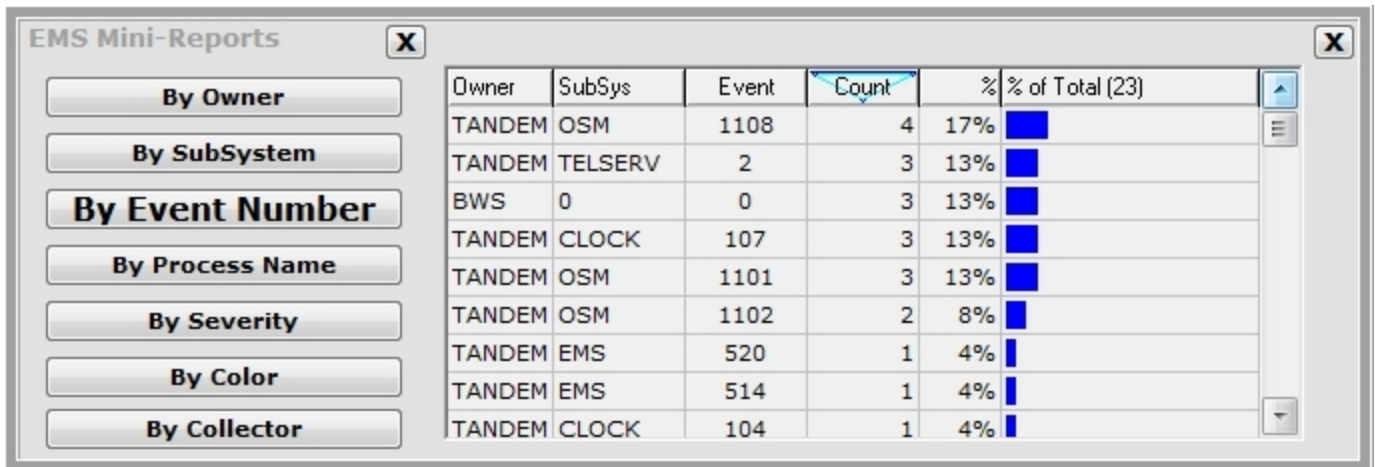 EMS Mini-Reports X X
By Owner
By SubSystem
By Event Number
By Process Name
By Severity
By Color
By Collector
Owner SubSys Event Count % % of Total (23)
TANDEM OSM 1108 4 17%
TANDEM TELSERV 2 3 13%
BWS 0 0 3 13%
TANDEM CLOCK 107 3 13%
TANDEM OSM 1101 3 13%
TANDEM OSM 1102 2 8%
TANDEM EMS 520 1 4%
TANDEM EMS 514 1 4%
TANDEM CLOCK 104 1 4%